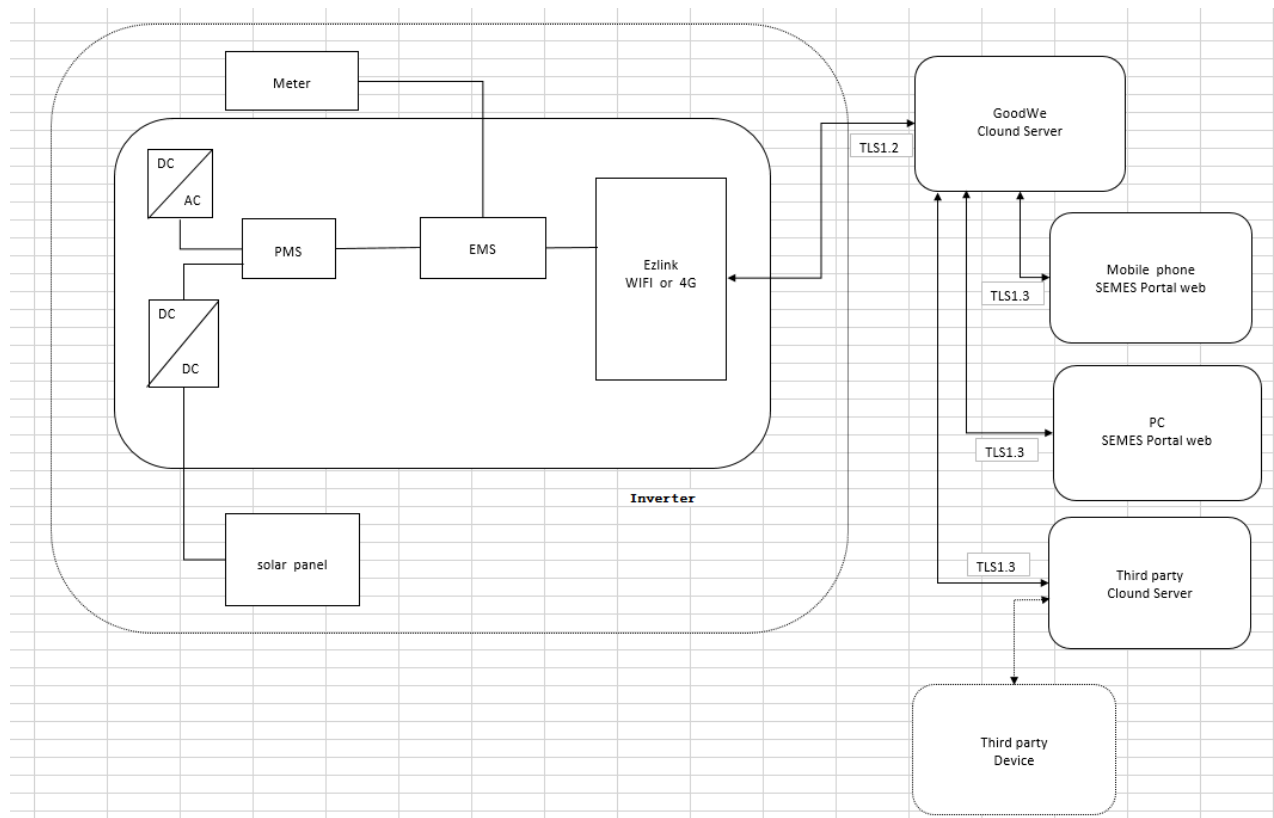 Meter
DC
AC
PMS
EMS
Ezlink
WIFI or 4G
DC
DC
Inverter
solar panel
TLS1.2
GoodWe
Clound Server
TLS1.3
Mobile phone
SEMES Portal web
TLS1.3
PC
SEMES Portal web
TLS1.3
Third party
Clound Server
Third party
Device